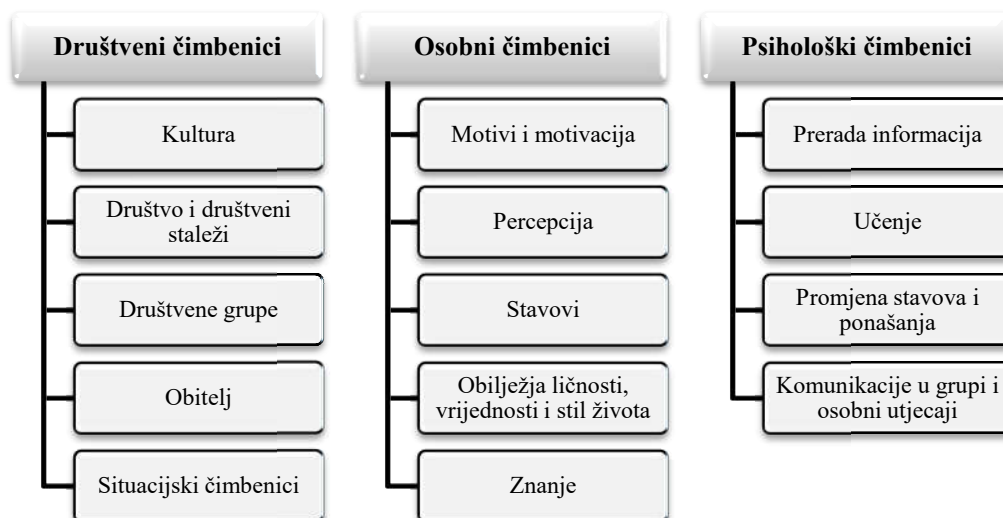 Društveni čimbenici
Kultura
Društvo i društveni
staleži
Društvene grupe
Obitelj
Situacijski čimbenici
Osobni čimbenici
Motivi i motivacija
Percepcija
Stavovi
Obilježja ličnosti,
vrijednosti i stil života
Znanje
Psihološki čimbenici
Prerada informacija
Učenje
Promjena stavova i
ponašanja
Komunikacije u grupi i
osobni utjecaji